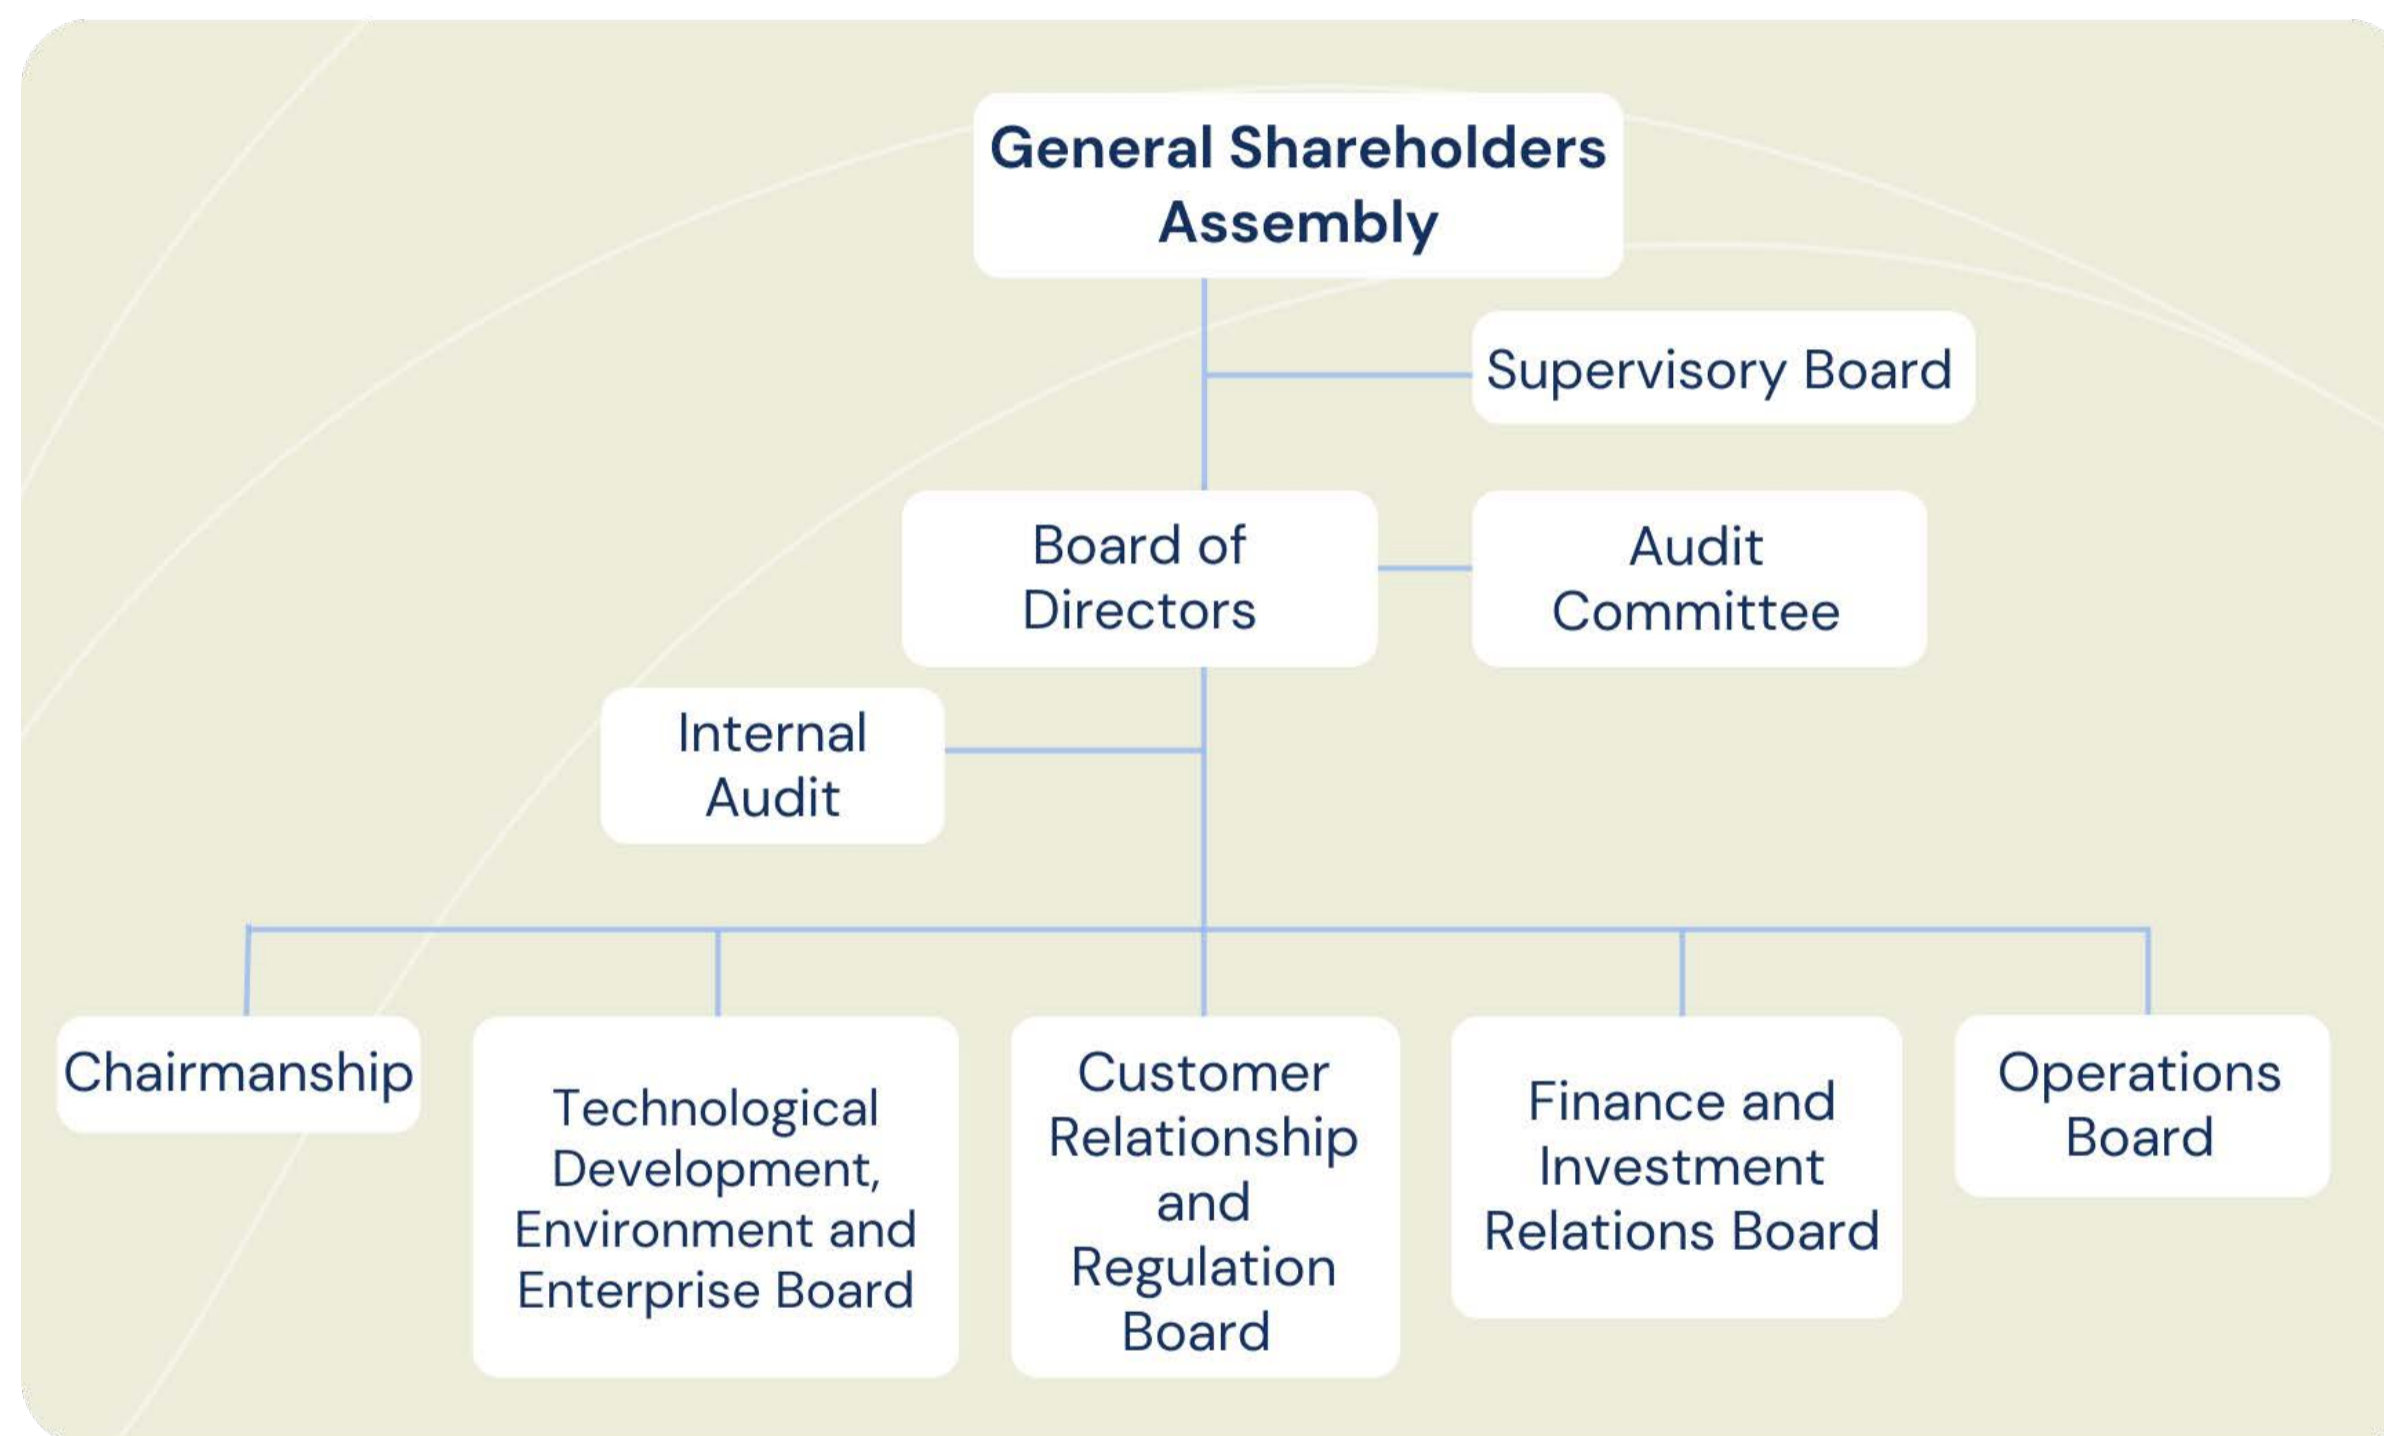 General Shareholders
Assembly
Supervisory Board
Board of
Directors
Audit
Committee
Internal
Audit
Chairmanship
Technological
Development,
Environment and
Enterprise Board
Customer
Relationship
and
Regulation
Board
Finance and
Investment
Relations Board
Operations
Board